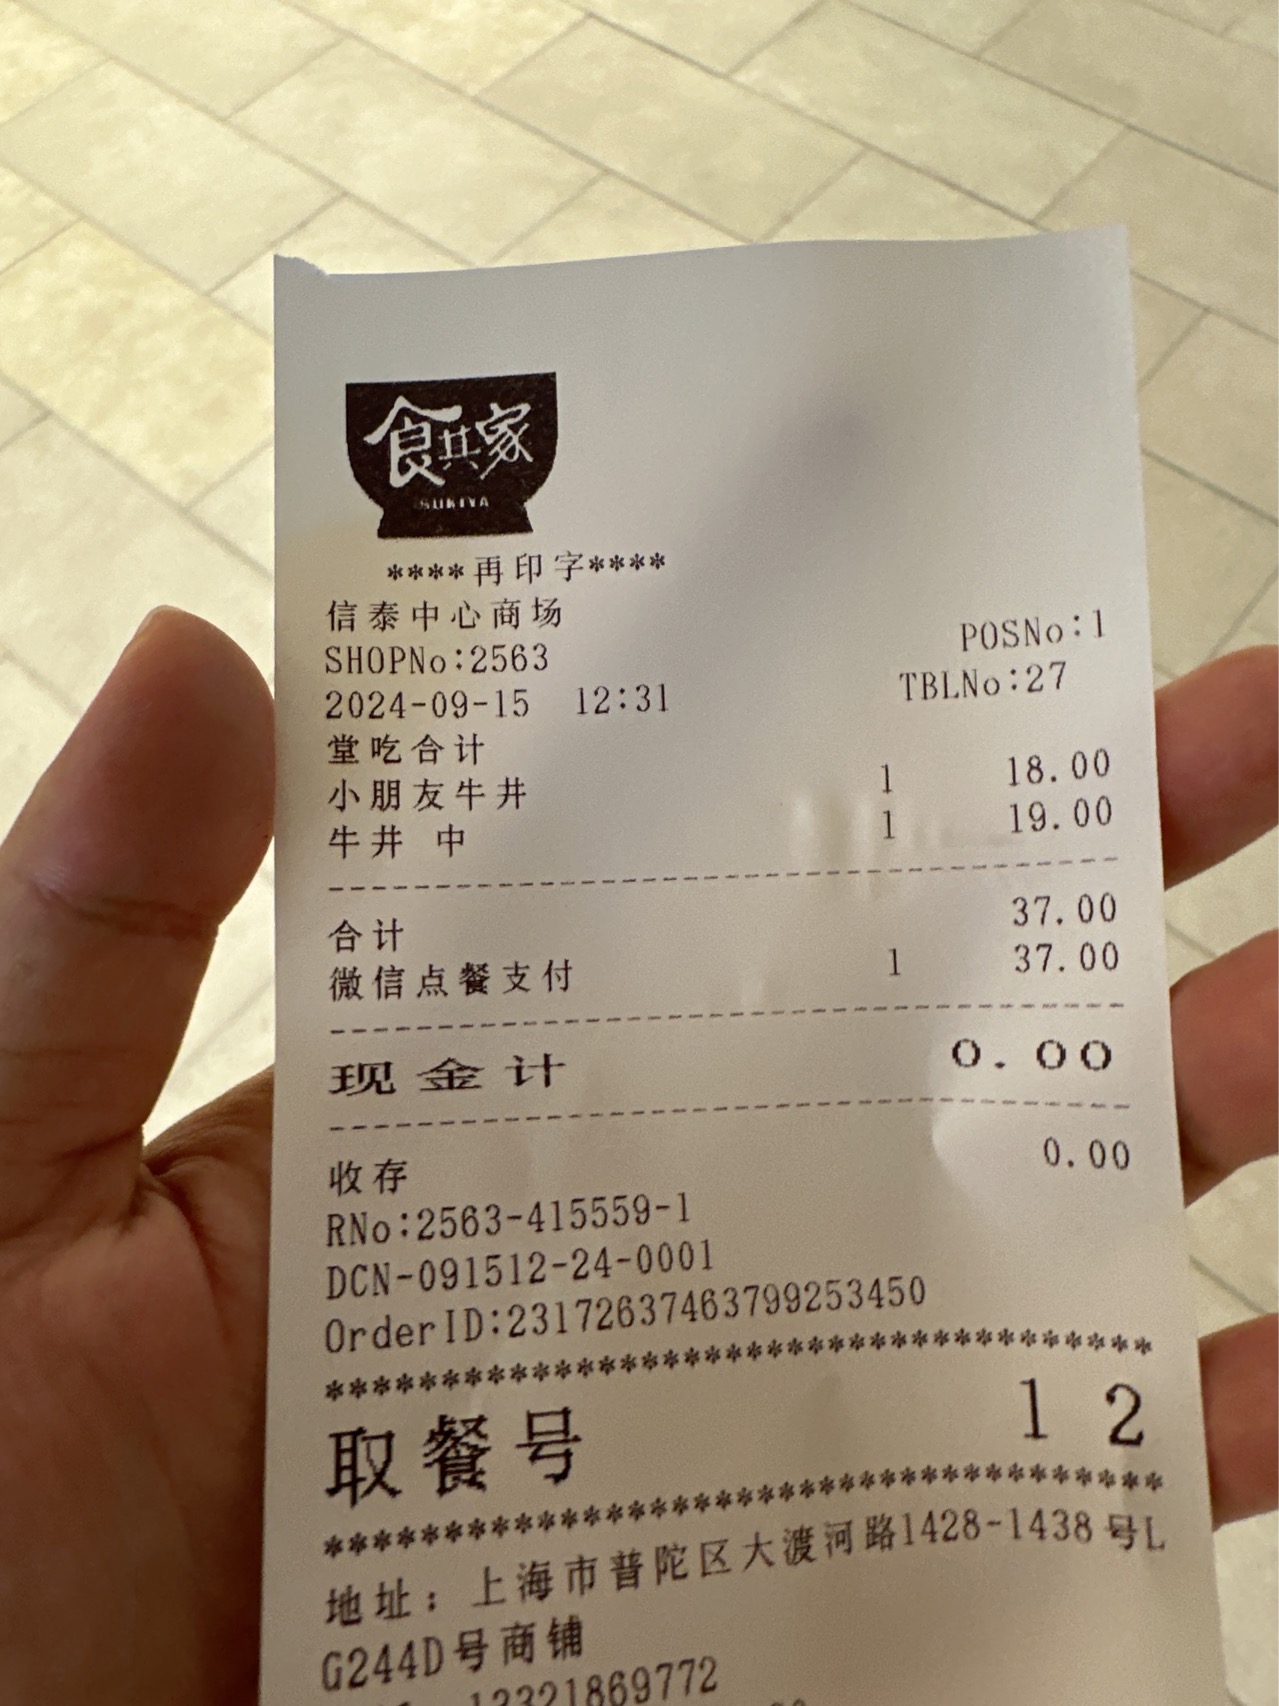 食其家
SUKIYA
****再印字****
信泰中心商场
SHOPNo:2563 POSNo:1
2024-09-15 12:31 TBLNo:27
堂吃合计
小朋友牛丼 1 18.00
牛丼 中 1 19.00
合计 37.00
微信点餐支付 1 37.00
现金计 0.00
收存 0.00
RNo:2563-415559-1
DCN-091512-24-0001
OrderID:23172637463799253450
***********************************
取餐号 12
***********************************
地址：上海市普陀区大渡河路1428-1438号L
G244D号商铺
13321869772